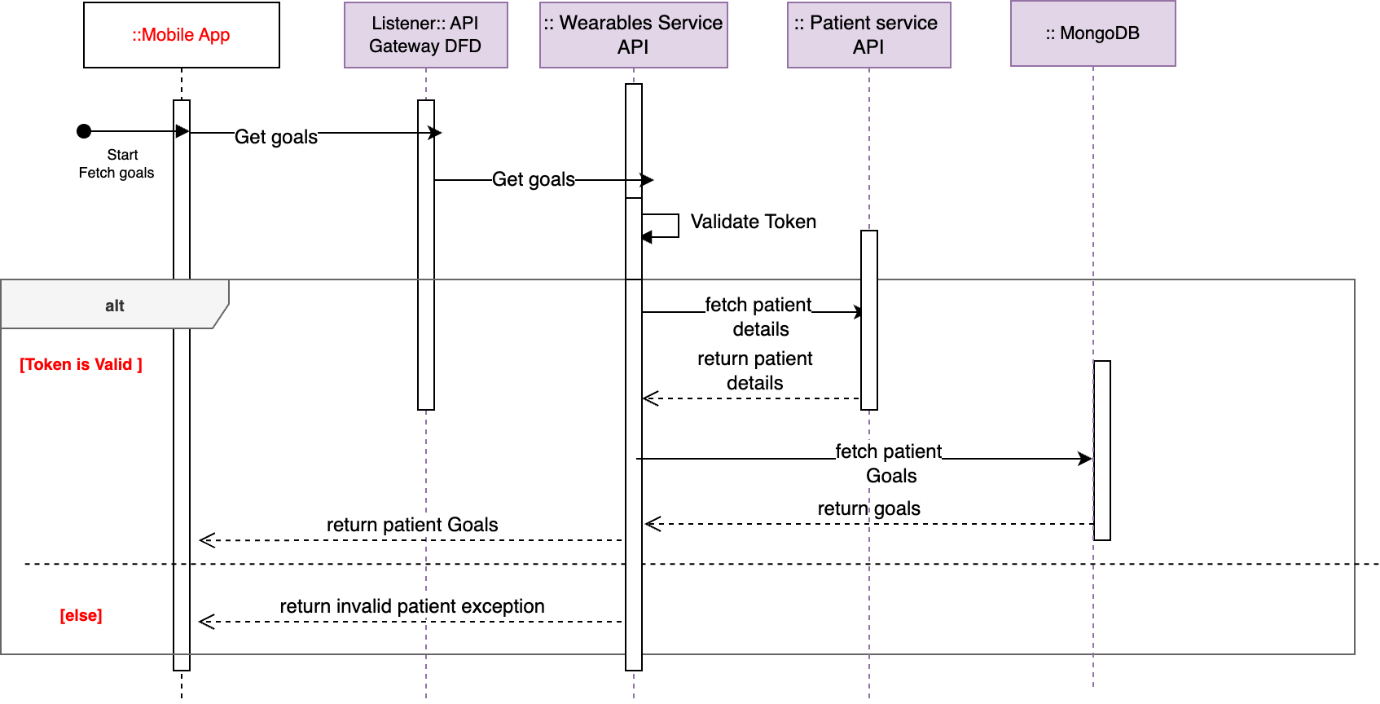 ::Mobile App
Listener:: API
Gateway DFD
:: Wearables Service
API
:: Patient service
API
:: MongoDB
Start
Fetch goals
Get goals
Get goals
Validate Token
alt
[Token is Valid ]
fetch patient
details
return patient
details
fetch patient
Goals
return goals
return patient Goals
[else]
return invalid patient exception